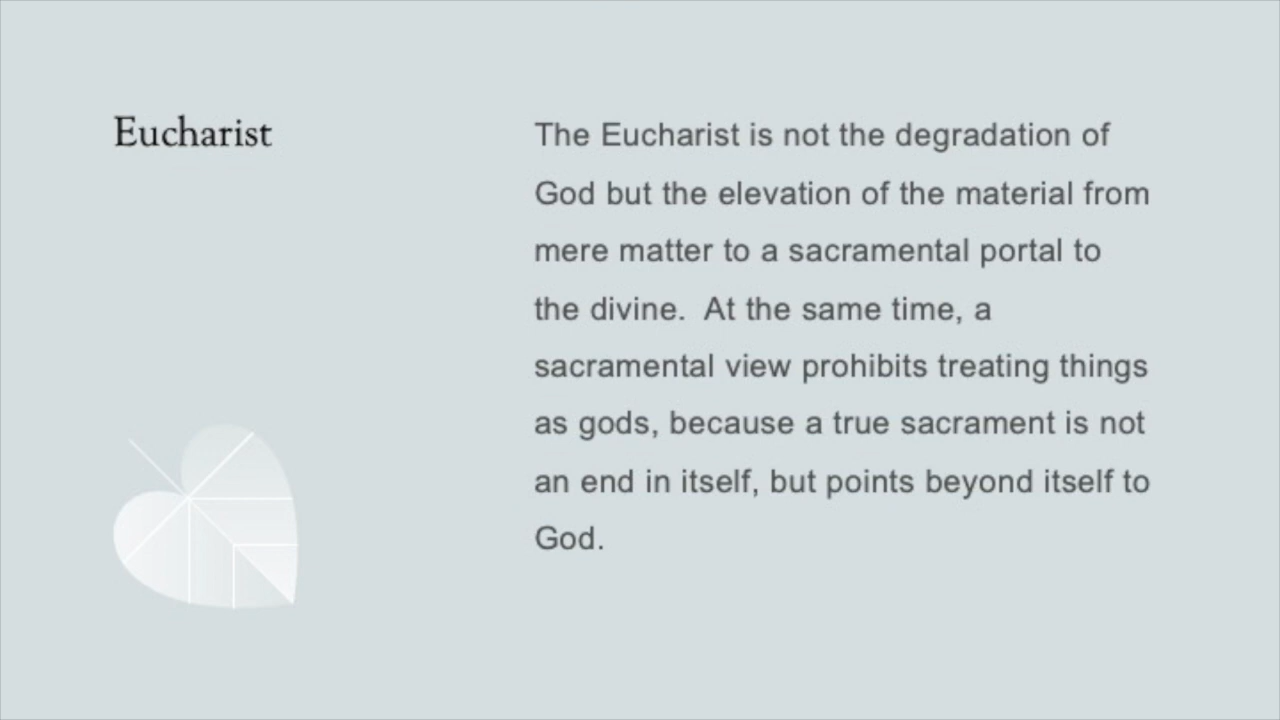 Eucharist
The Eucharist is not the degradation of
God but the elevation of the material from
mere matter to a sacramental portal to
the divine.  At the same time, a
sacramental view prohibits treating things
as gods, because a true sacrament is not
an end in itself, but points beyond itself to
God.